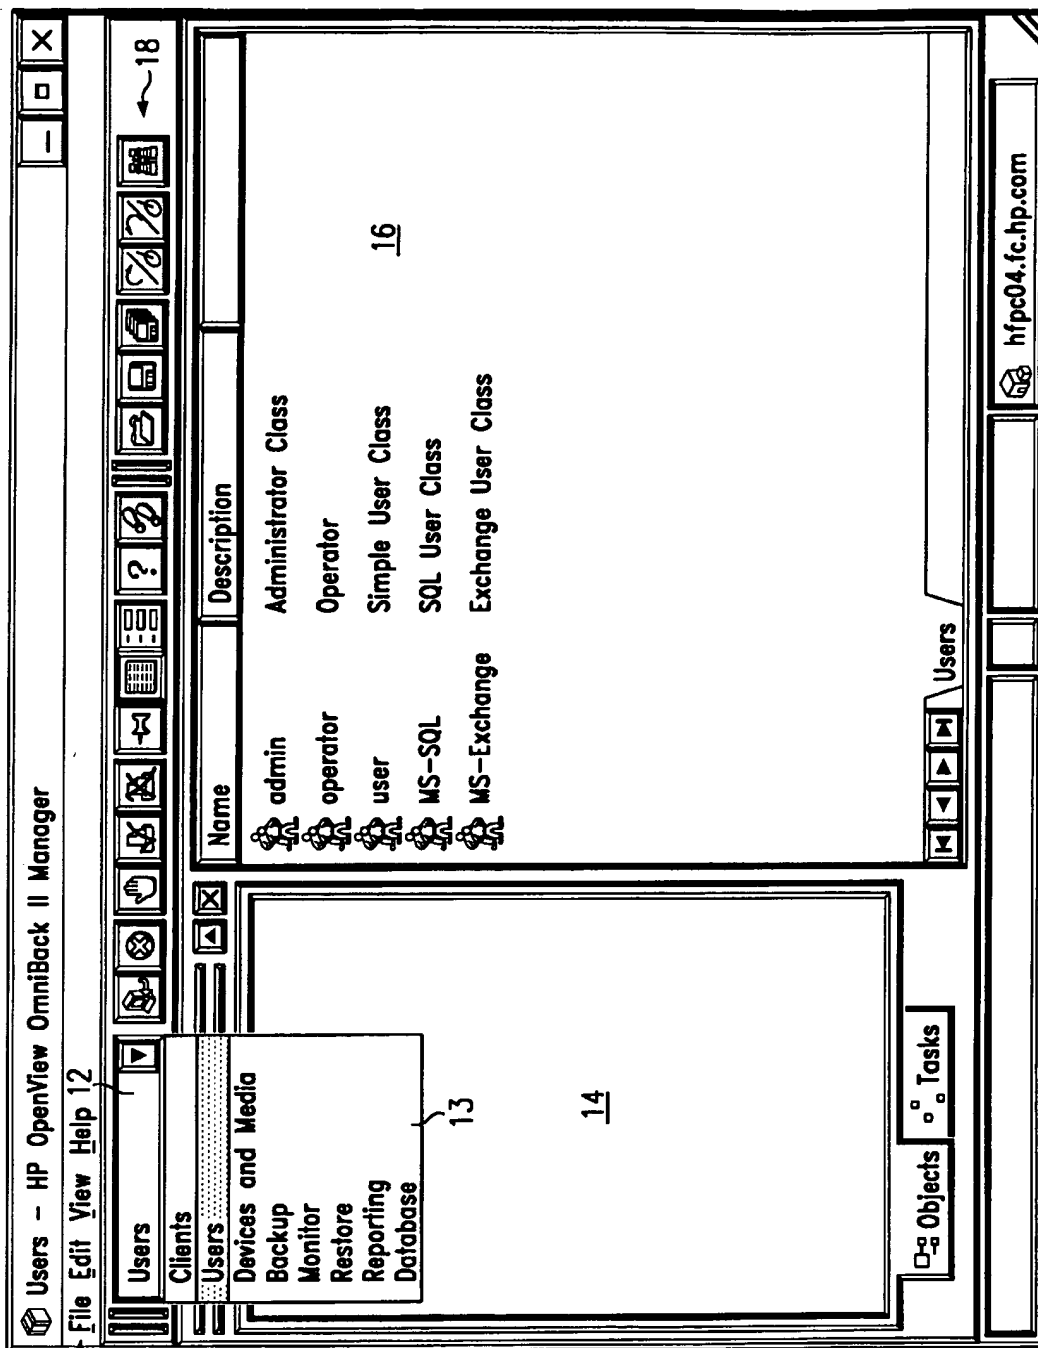 Users – HP OpenView OmniBack II Manager
File Edit View Help 12
Users
18
Clients
Users
Devices and Media
Backup
Monitor
Restore
Reporting
Database
13
14
Objects
Tasks
Name Description
admin Administrator Class
operator Operator
user Simple User Class
MS–SQL SQL User Class
MS–Exchange Exchange User Class
16
Users
hfpc04.fc.hp.com